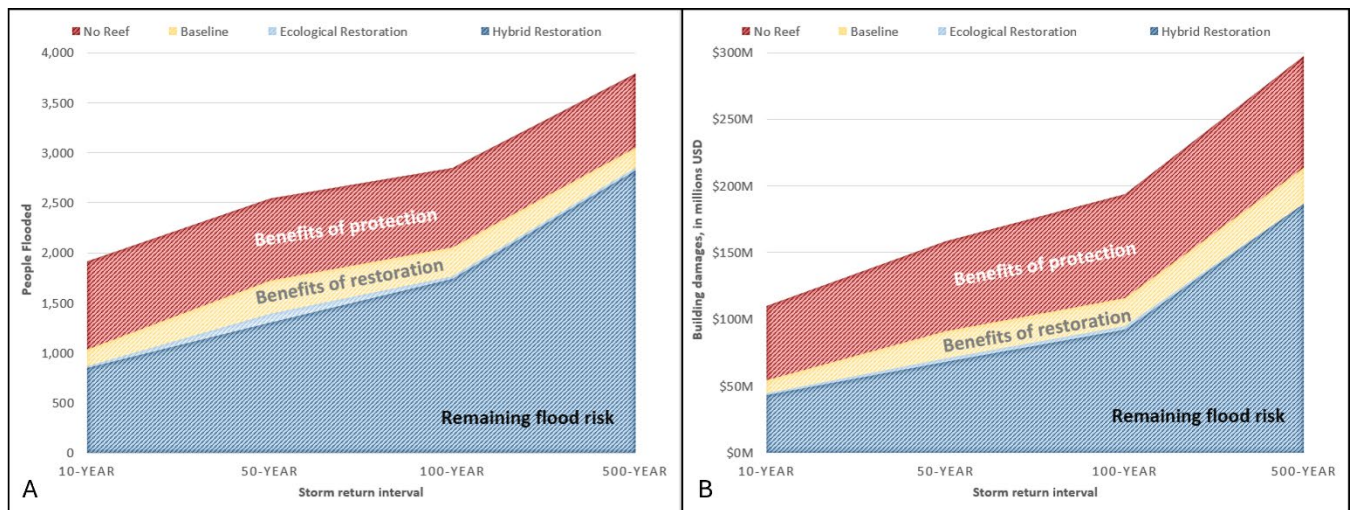 No Reef Baseline Ecological Restoration Hybrid Restoration
4,000
3,500
3,000
2,500
2,000
1,500
1,000
500
0
People Flooded
Benefits of protection
Benefits of restoration
Remaining flood risk
10-YEAR 50-YEAR 100-YEAR 500-YEAR
Storm return interval
A
No Reef Baseline Ecological Restoration Hybrid Restoration
$300M
$250M
$200M
$150M
$100M
$50M
$0M
Building damages, in millions USD
Benefits of protection
Benefits of restoration
Remaining flood risk
10-YEAR 50-YEAR 100-YEAR 500-YEAR
Storm return interval
B